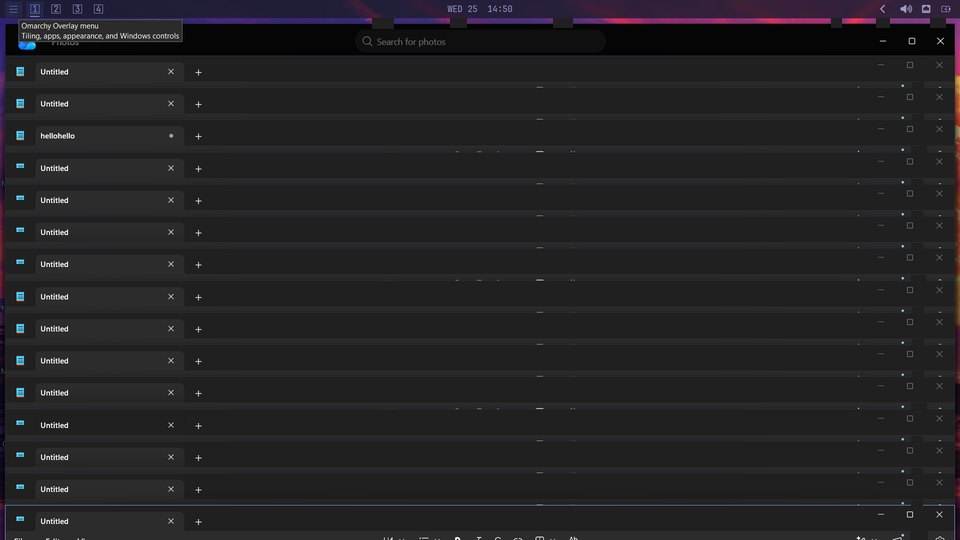 1 2 3 4
WED 25 14:50
Omarchy Overlay menu
Tiling, apps, appearance, and Windows controls
Photos
Search for photos
Untitled
Untitled
hellohello
Untitled
Untitled
Untitled
Untitled
Untitled
Untitled
Untitled
Untitled
Untitled
Untitled
Untitled
Untitled